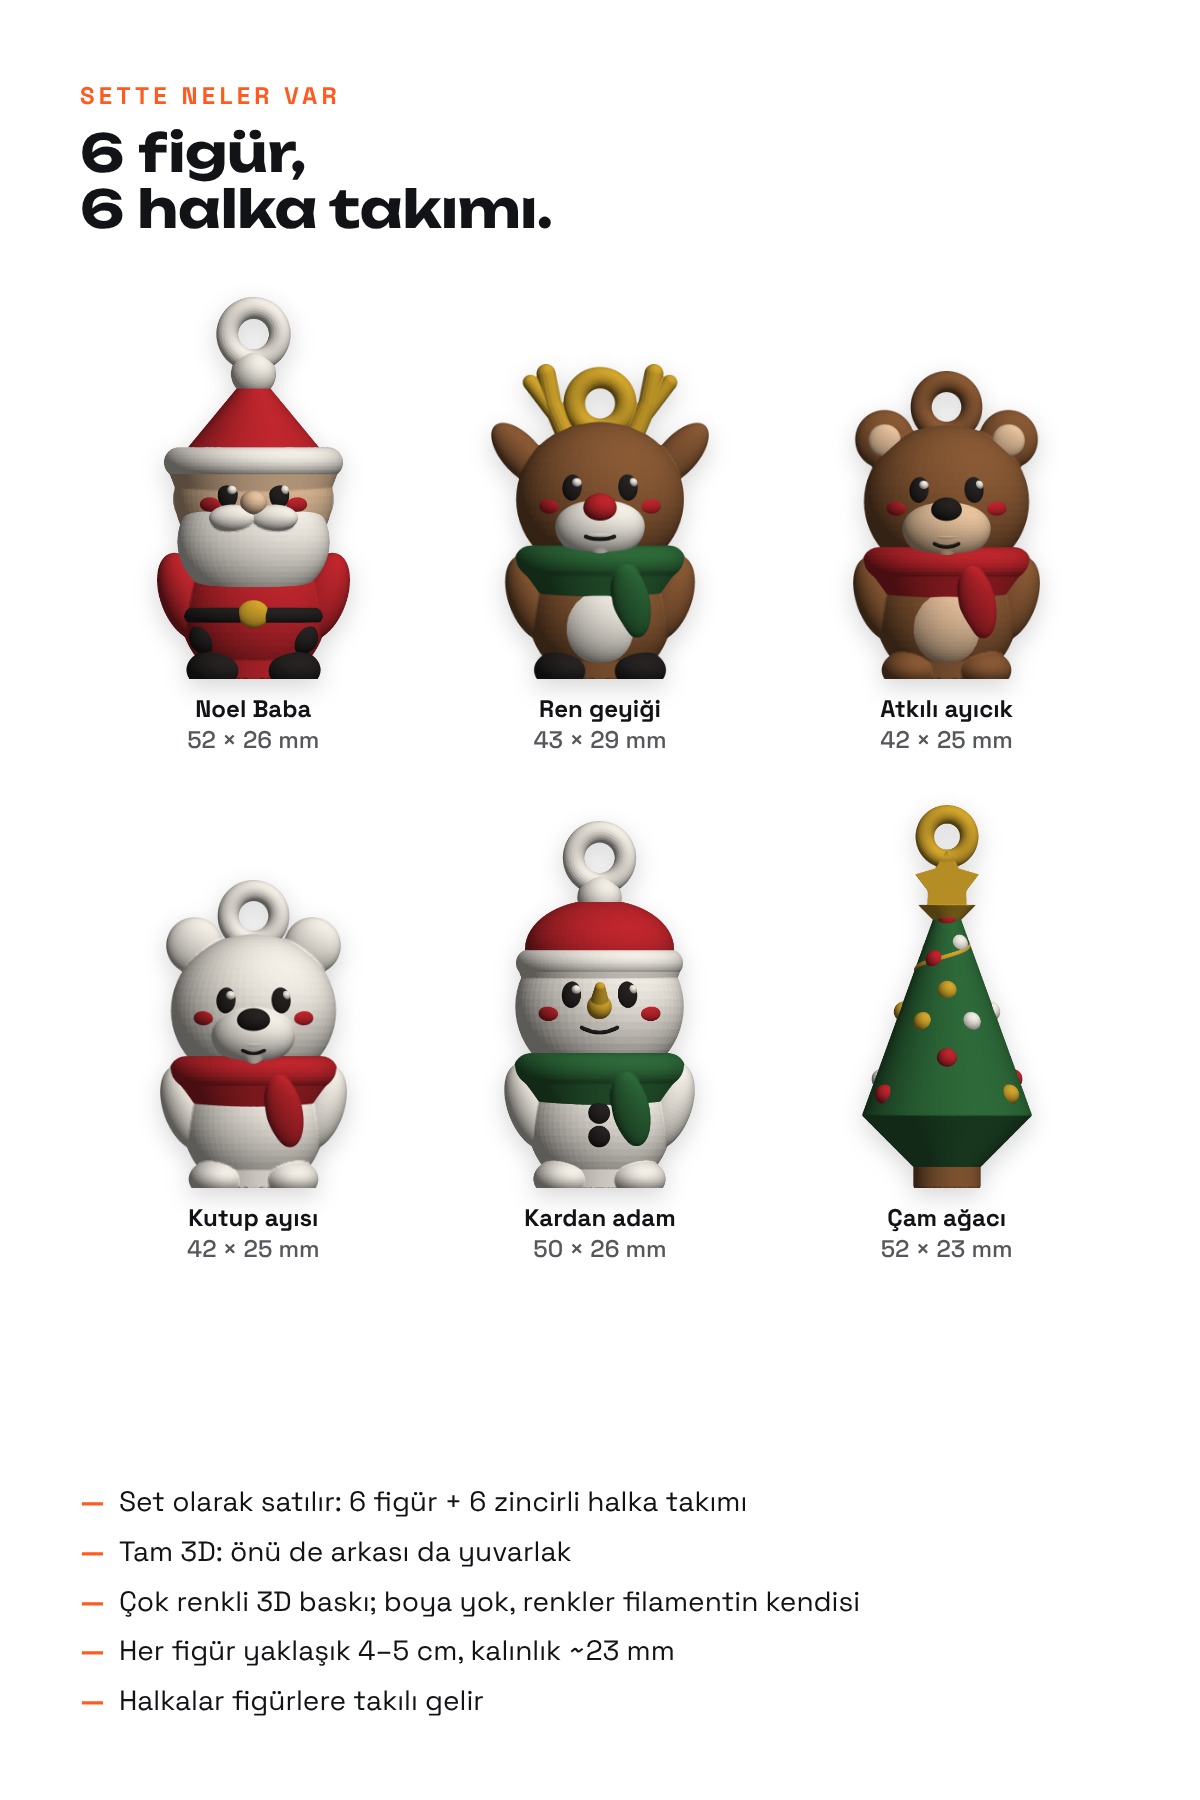 SETTE NELER VAR
6 figür,
6 halka takımı.
Noel Baba
52 × 26 mm
Ren geyiği
43 × 29 mm
Atkılı ayıcık
42 × 25 mm
Kutup ayısı
42 × 25 mm
Kardan adam
50 × 26 mm
Çam ağacı
52 × 23 mm
— Set olarak satılır: 6 figür + 6 zincirli halka takımı
— Tam 3D: önü de arkası da yuvarlak
— Çok renkli 3D baskı; boya yok, renkler filamentin kendisi
— Her figür yaklaşık 4–5 cm, kalınlık ~23 mm
— Halkalar figürlere takılı gelir